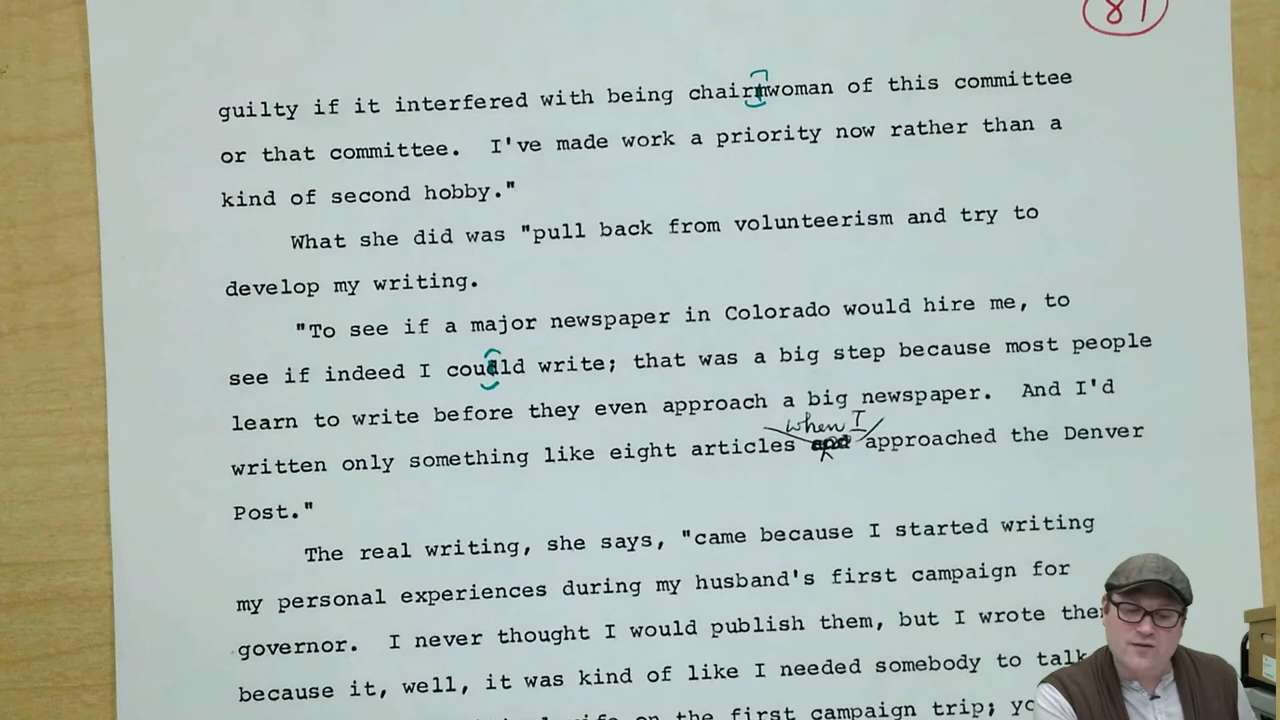 87
guilty if it interfered with being chairwoman of this committee
or that committee. I've made work a priority now rather than a
kind of second hobby."
What she did was "pull back from volunteerism and try to
develop my writing.
"To see if a major newspaper in Colorado would hire me, to
see if indeed I could write; that was a big step because most people
learn to write before they even approach a big newspaper. And I'd
when I
written only something like eight articles and approached the Denver
Post."
The real writing, she says, "came because I started writing
my personal experiences during my husband's first campaign for
governor. I never thought I would publish them, but I wrote
because it, well, it was kind of like I needed somebody to talk
on the first campaign trip;